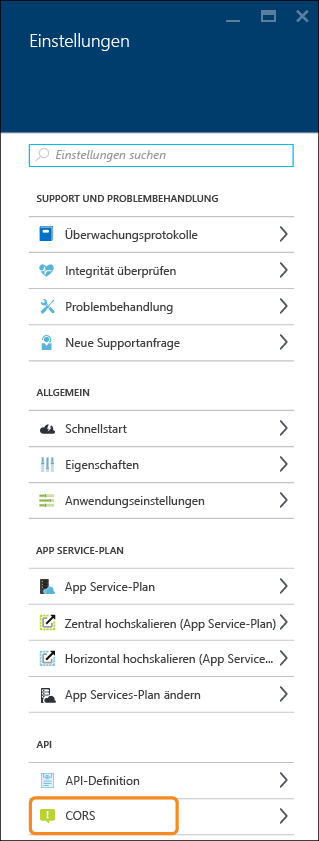 Einstellungen
Einstellungen suchen
SUPPORT UND PROBLEMBEHANDLUNG
Überwachungsprotokolle
Integrität überprüfen
Problembehandlung
Neue Supportanfrage
ALLGEMEIN
Schnellstart
Eigenschaften
Anwendungseinstellungen
APP SERVICE-PLAN
App Service-Plan
Zentral hochskalieren (App Service-Plan)
Horizontal hochskalieren (App Service...
App Services-Plan ändern
API
API-Definition
CORS